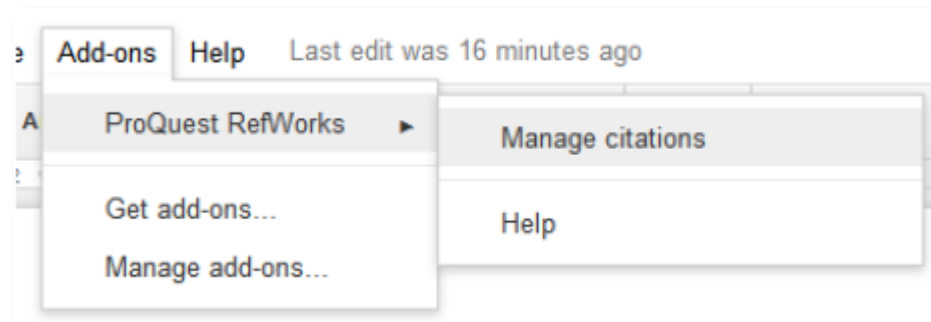 e Add-ons Help Last edit was 16 minutes ago
A
ProQuest RefWorks ►
Manage citations
2
Get add-ons...
Help
Manage add-ons...